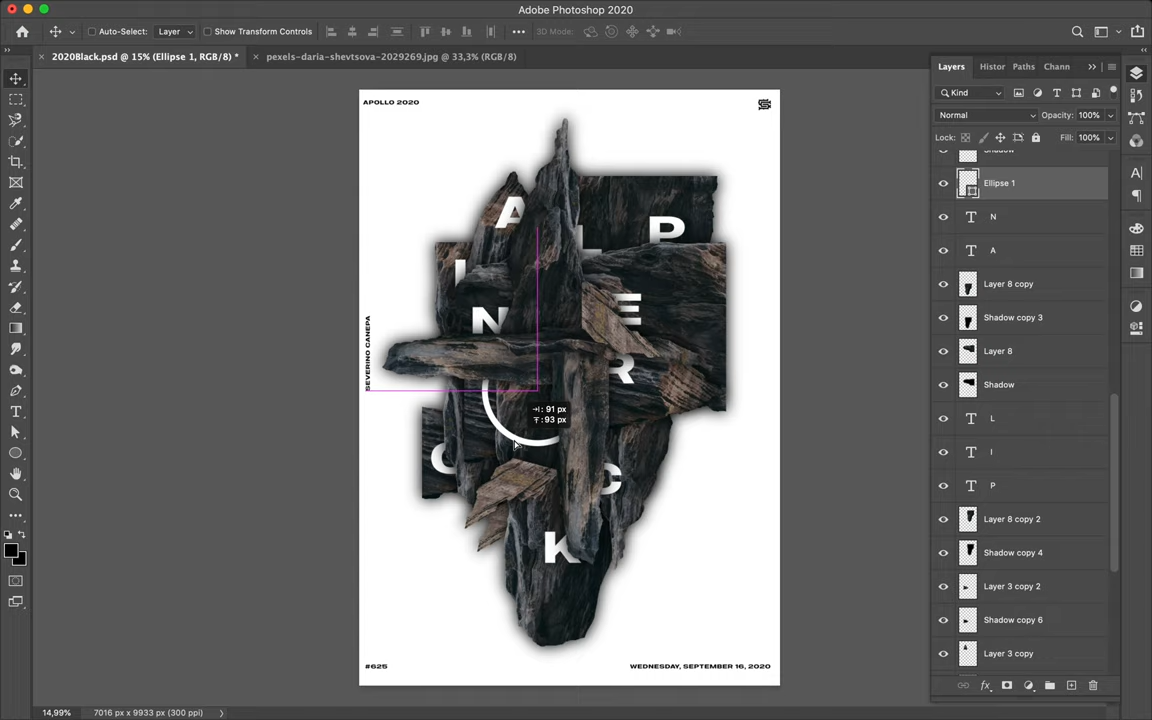 Adobe Photoshop 2020
Auto-Select: Layer Show Transform Controls 3D Mode:
2020Black.psd @ 15% (Ellipse 1, RGB/8) * pexels-daria-shevtsova-2029269.jpg @ 33,3% (RGB/8)
Layers Histor Paths Chann
Kind
Normal Opacity: 100%
Lock: Fill: 100%
Shadow
Ellipse 1
N
A
Layer 8 copy
Shadow copy 3
Layer 8
Shadow
L
I
P
Layer 8 copy 2
Shadow copy 4
Layer 3 copy 2
Shadow copy 6
Layer 3 copy
APOLLO 2020
A
P
L
I
N
E
R
C
K
SEVERINO CANEPA
: 91 px
: 93 px
#625 WEDNESDAY, SEPTEMBER 16, 2020
14,99% 7016 px x 9933 px (300 ppi)